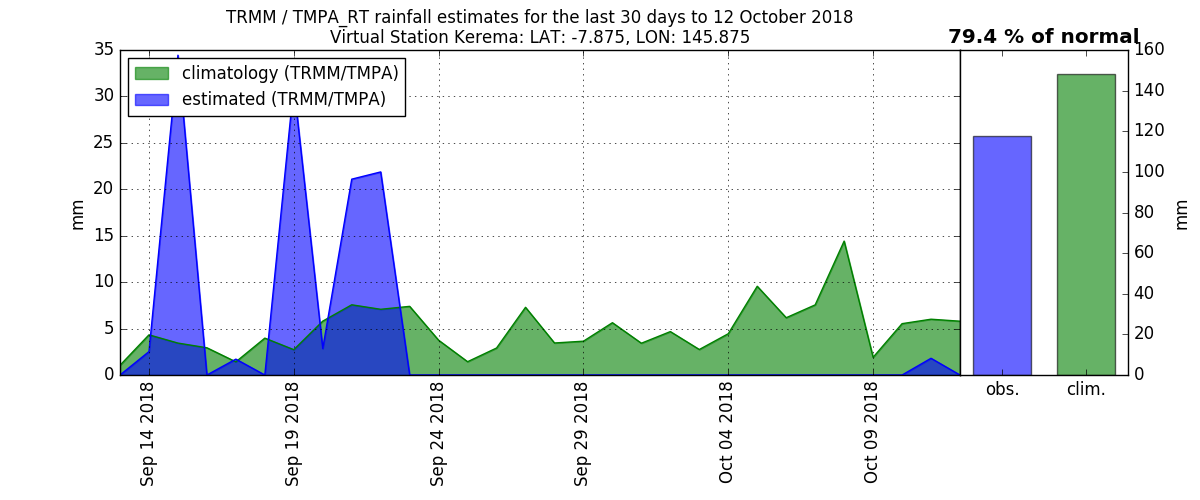 TRMM / TMPA_RT rainfall estimates for the last 30 days to 12 October 2018
Virtual Station Kerema: LAT: -7.875, LON: 145.875
79.4 % of normal
climatology (TRMM/TMPA)
estimated (TRMM/TMPA)
mm
35
30
25
20
15
10
5
0
Sep 14 2018
Sep 19 2018
Sep 24 2018
Sep 29 2018
Oct 04 2018
Oct 09 2018
obs.
clim.
160
140
120
100
80
60
40
20
0
mm